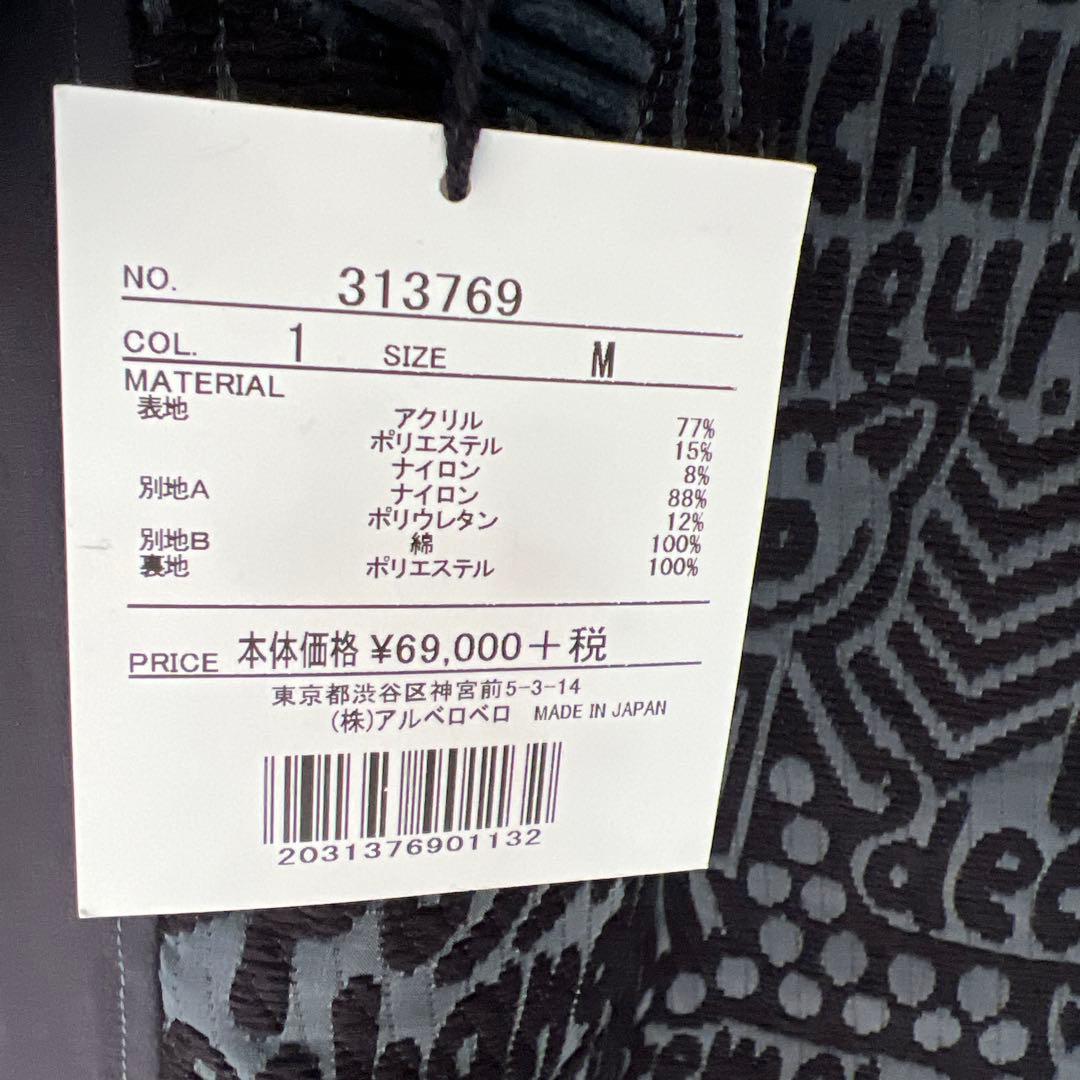 NO. 313769
COL. 1 SIZE M
MATERIAL
表地 アクリル 77%
ポリエステル 15%
ナイロン 8%
別地A ナイロン 88%
ポリウレタン 12%
別地B 綿 100%
裏地 ポリエステル 100%
PRICE 本体価格 ¥69,000+税
東京都渋谷区神宮前5-3-14
(株)アルベロベロ MADE IN JAPAN
2031376901132